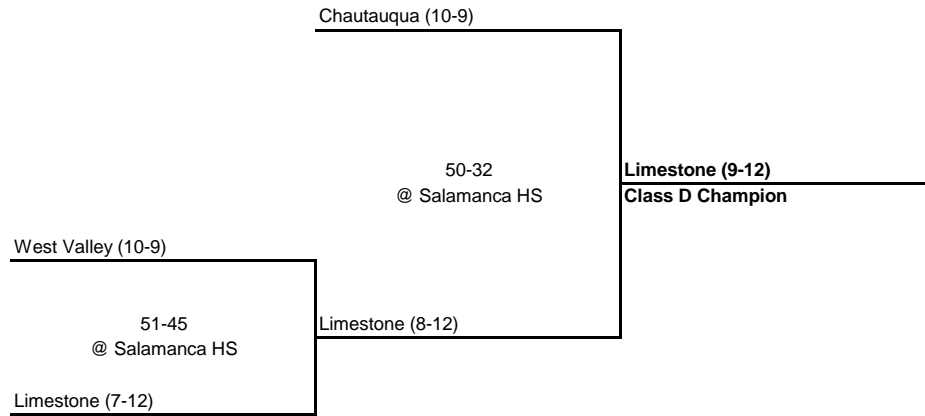 Chautauqua (10-9)
50-32
@ Salamanca HS
Limestone (9-12)
Class D Champion
West Valley (10-9)
51-45
@ Salamanca HS
Limestone (8-12)
Limestone (7-12)